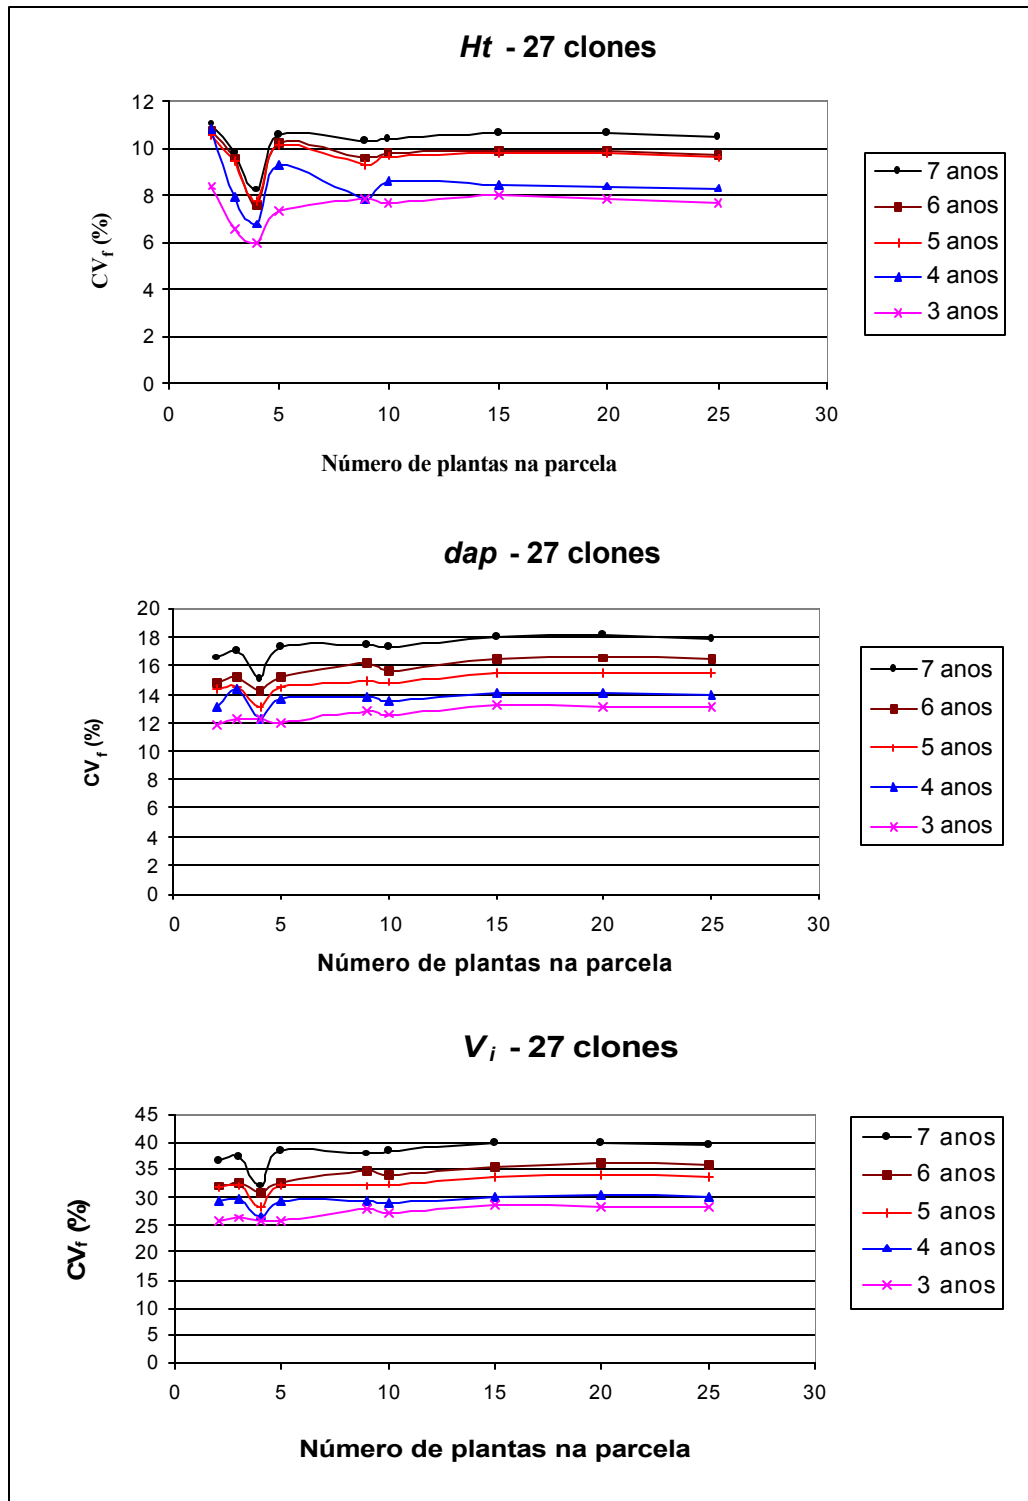 Ht - 27 clones
12
10
8
6
4
2
0
0 5 10 15 20 25 30
CVf (%)
Número de plantas na parcela
7 anos
6 anos
5 anos
4 anos
3 anos
dap - 27 clones
20
18
16
14
12
10
8
6
4
2
0
0 5 10 15 20 25 30
CVf (%)
Número de plantas na parcela
7 anos
6 anos
5 anos
4 anos
3 anos
Vi - 27 clones
45
40
35
30
25
20
15
10
5
0
0 5 10 15 20 25 30
CVf (%)
Número de plantas na parcela
7 anos
6 anos
5 anos
4 anos
3 anos